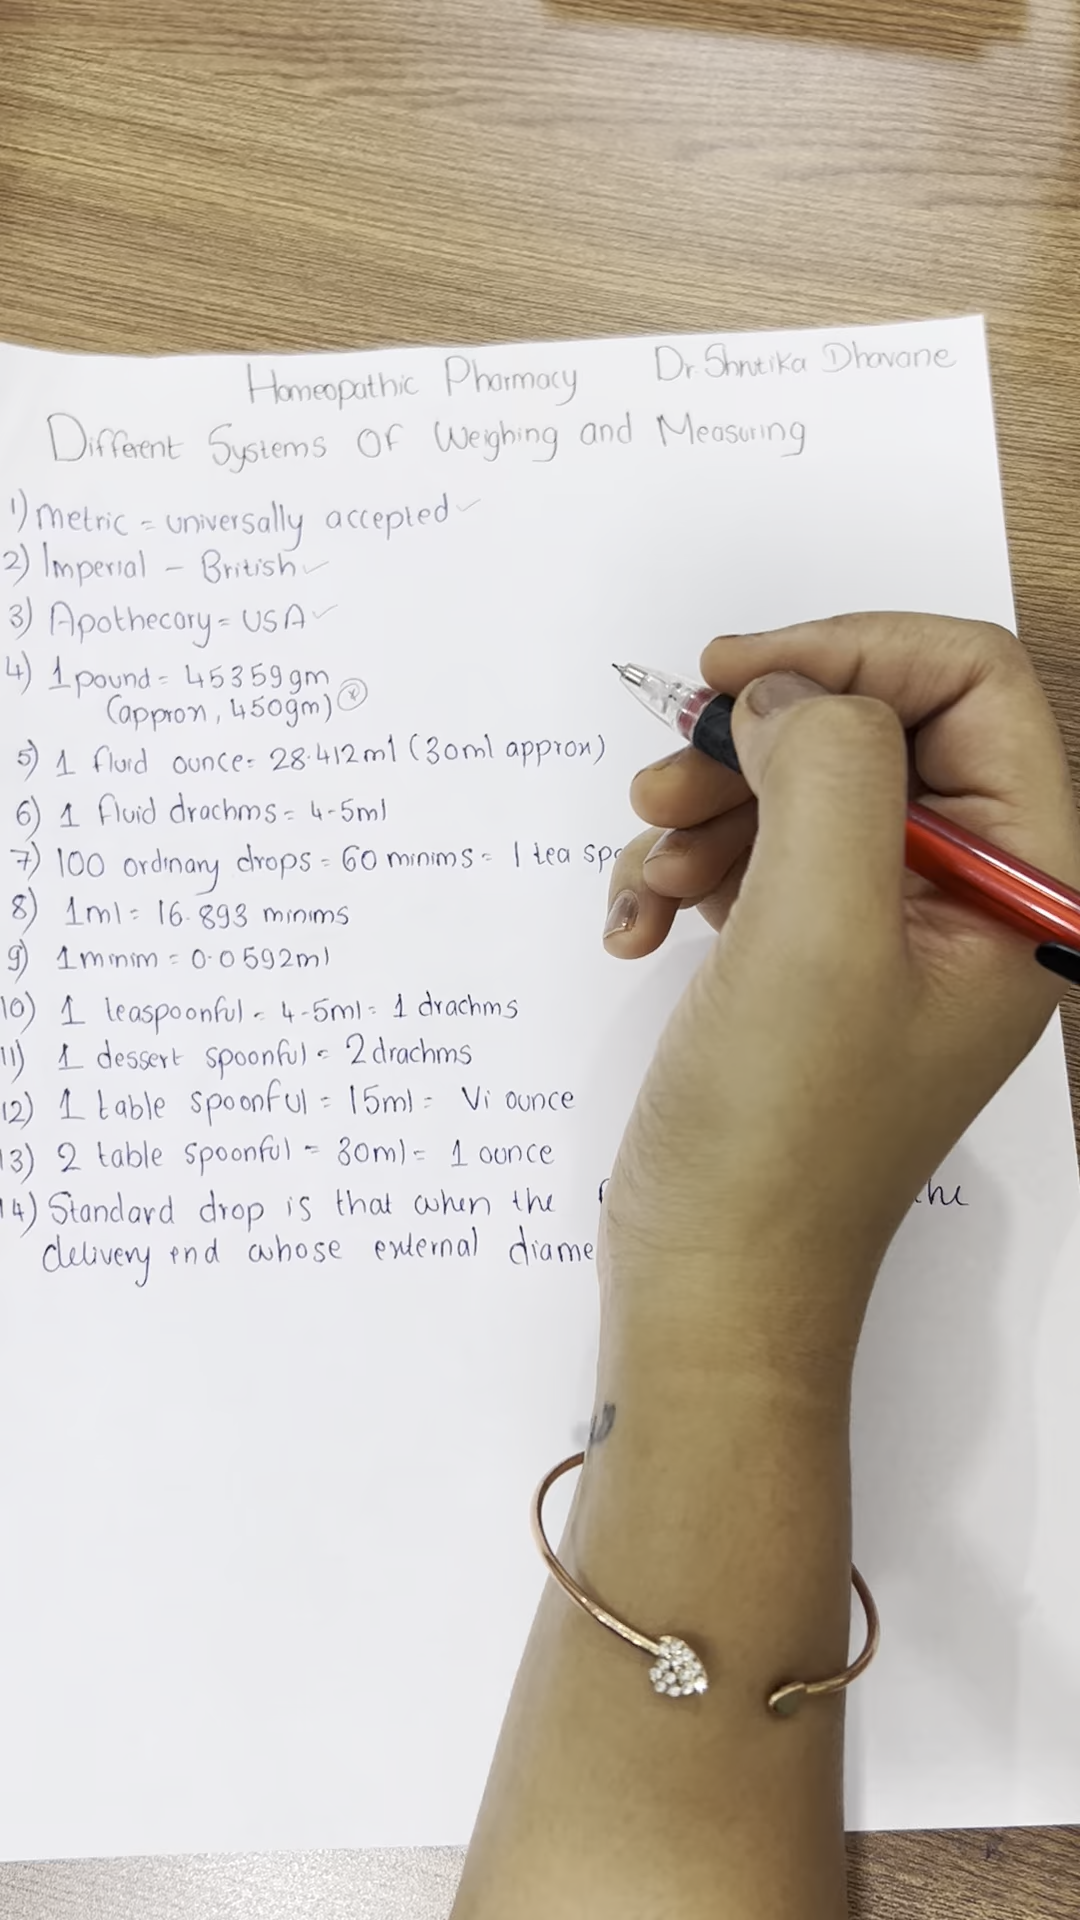 Homeopathic Pharmacy Dr. Shrutika Dhavane
Different Systems Of Weighing and Measuring
1) Metric = universally accepted ✓
2) Imperial - British ✓
3) Apothecary = USA ✓
4) 1 pound = 45359gm
(approx, 450gm)
5) 1 fluid ounce = 28.412ml (30ml approx)
6) 1 fluid drachms = 4-5ml
7) 100 ordinary drops = 60 minims = 1 tea
8) 1ml = 16.893 minims
9) 1 minim = 0.0592ml
10) 1 teaspoonful = 4-5ml = 1 drachms
11) 1 dessert spoonful = 2 drachms
12) 1 table spoonful = 15ml = Vi ounce
13) 2 table spoonful = 30ml = 1 ounce
14) Standard drop is that when the the
delivery end whose external